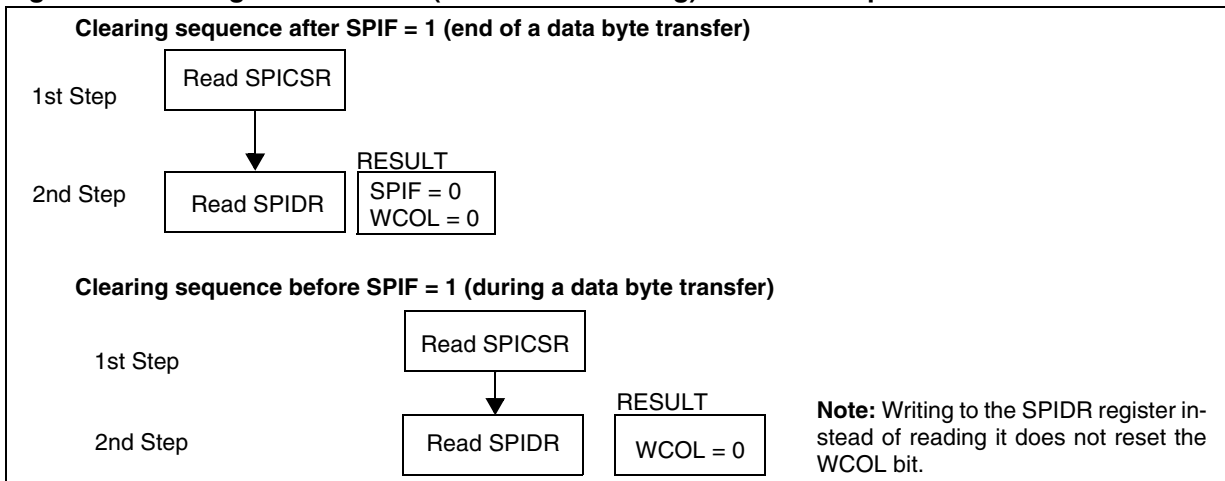 Clearing sequence after SPIF = 1 (end of a data byte transfer)
1st Step
Read SPICSR
RESULT
2nd Step
Read SPIDR
SPIF = 0
WCOL = 0
Clearing sequence before SPIF = 1 (during a data byte transfer)
1st Step
Read SPICSR
RESULT
2nd Step
Read SPIDR
WCOL = 0
Note: Writing to the SPIDR register in-
stead of reading it does not reset the
WCOL bit.